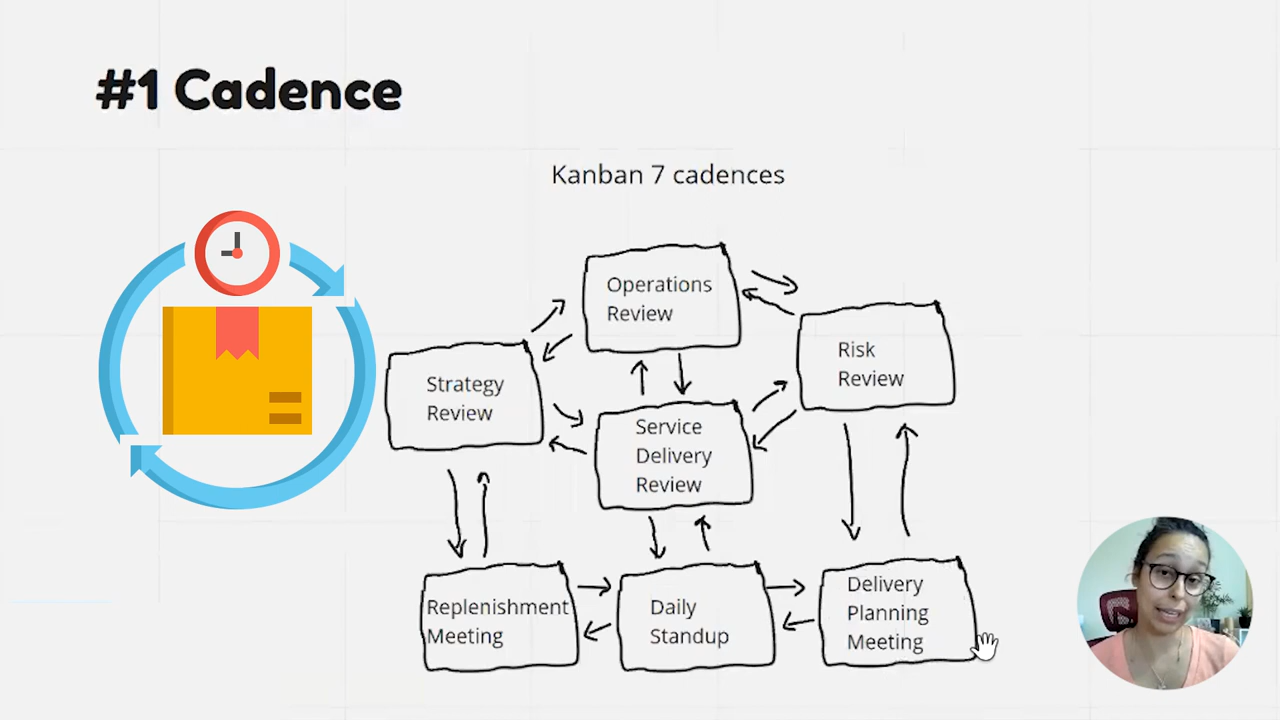 #1 Cadence
Kanban 7 cadences
Operations
Review
Risk
Review
Strategy
Review
Service
Delivery
Review
Replenishment
Meeting
Daily
Standup
Delivery
Planning
Meeting